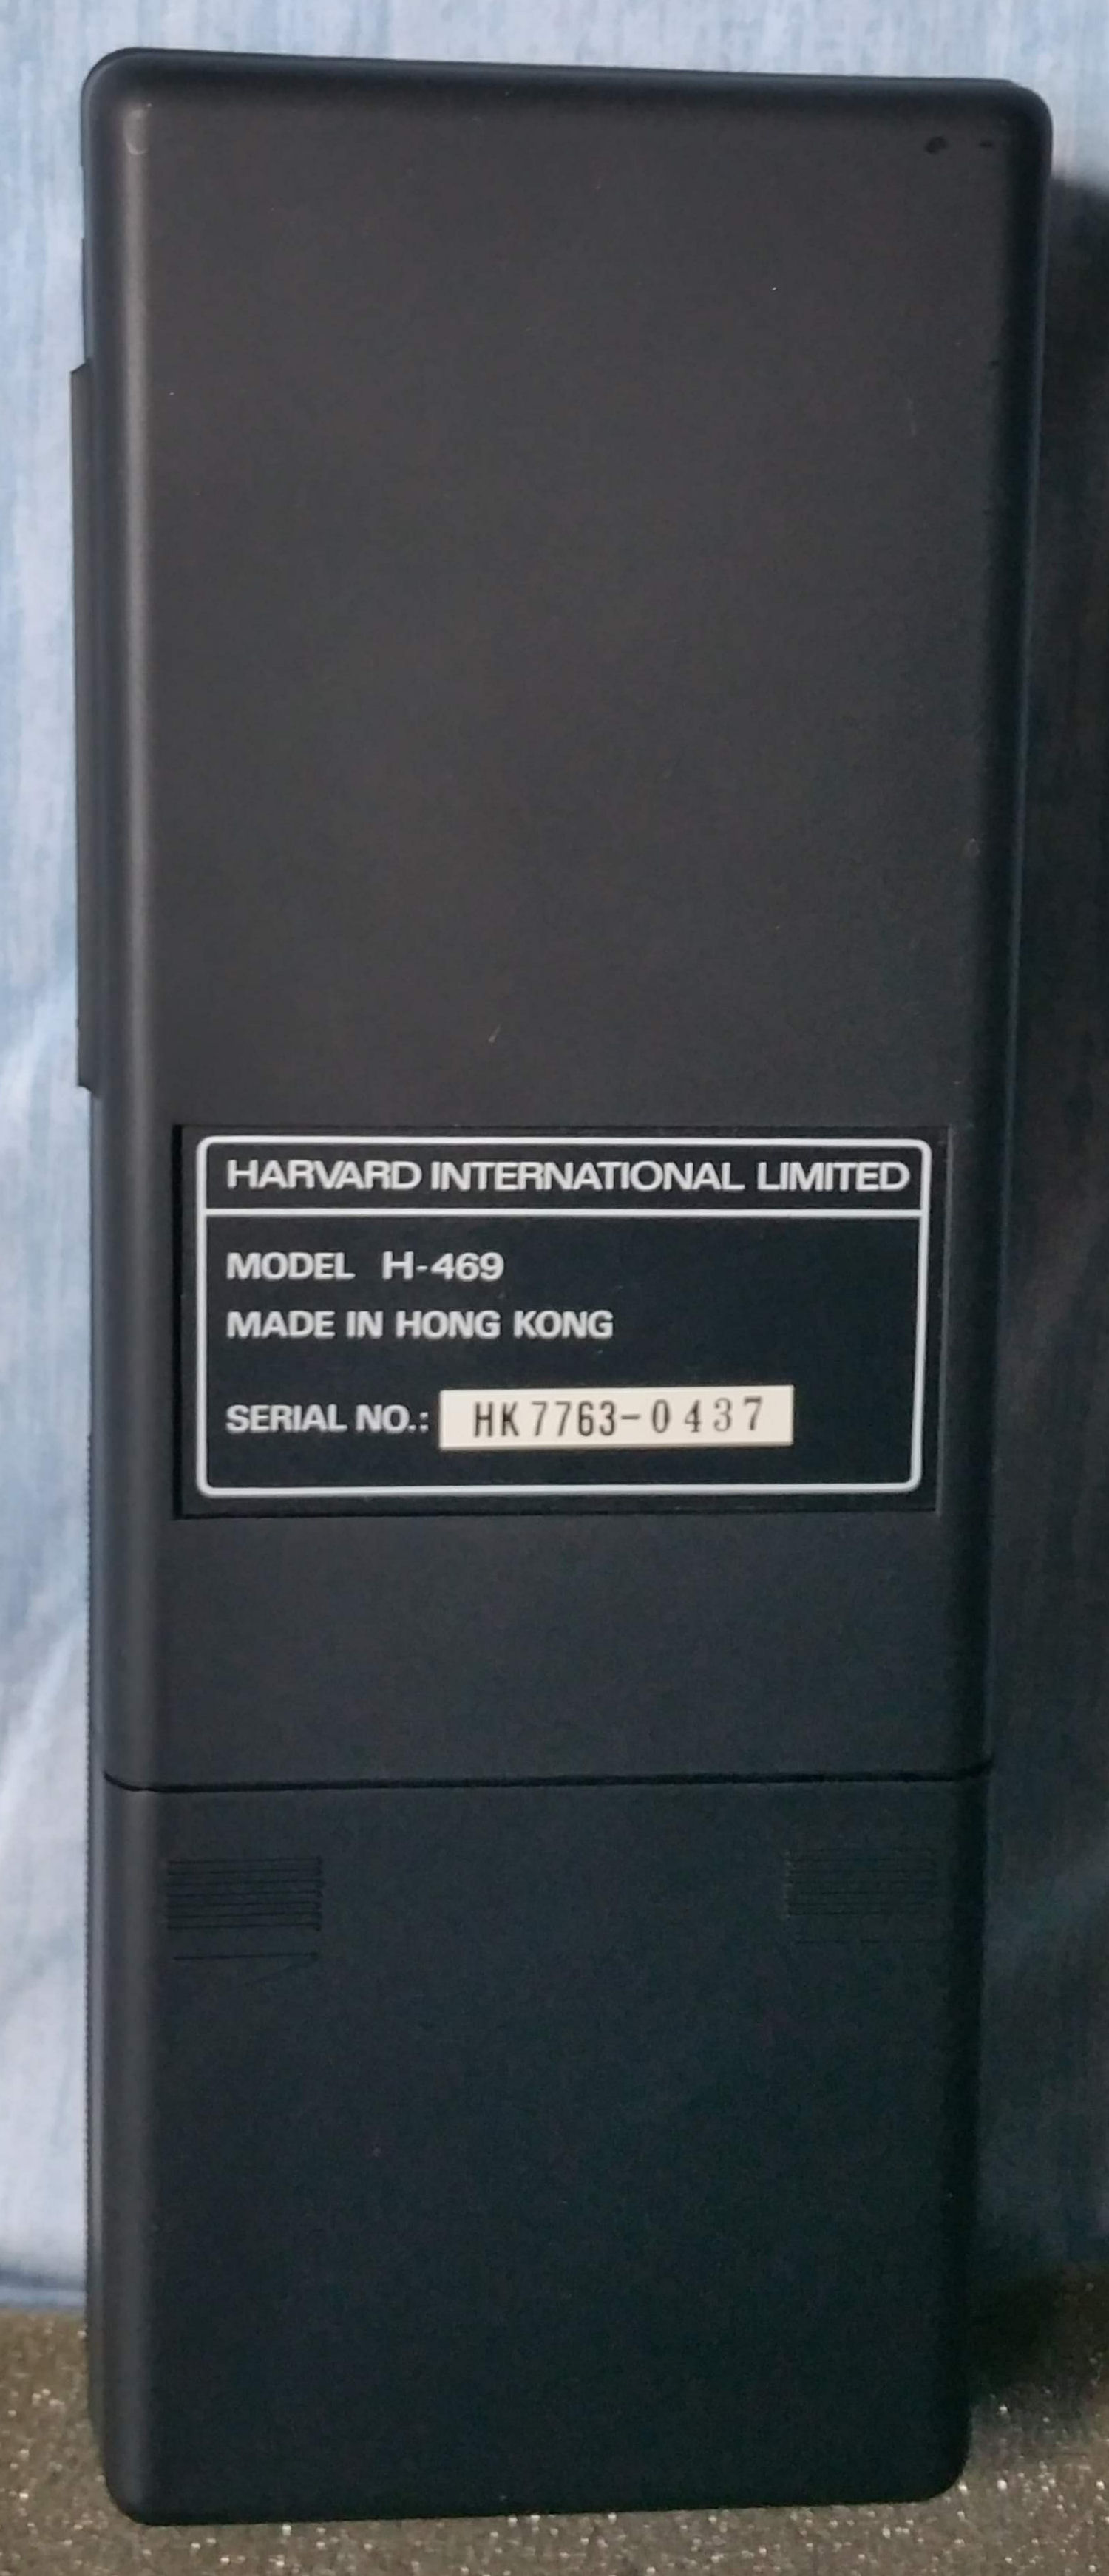 HARVARD INTERNATIONAL LIMITED
MODEL H-469
MADE IN HONG KONG
SERIAL NO.: HK7763-0437